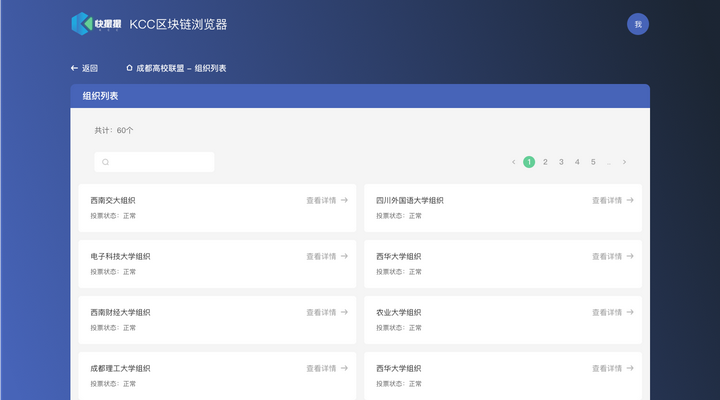 快撮撮 KCC区块链浏览器
我
返回 成都高校联盟 - 组织列表
组织列表
共计：60个
1 2 3 4 5 ...
西南交大组织 查看详情
投票状态：正常
四川外国语大学组织 查看详情
投票状态：正常
电子科技大学组织 查看详情
投票状态：正常
西华大学组织 查看详情
投票状态：正常
西南财经大学组织 查看详情
投票状态：正常
农业大学组织 查看详情
投票状态：正常
成都理工大学组织 查看详情
投票状态：正常
西华大学组织 查看详情
投票状态：正常